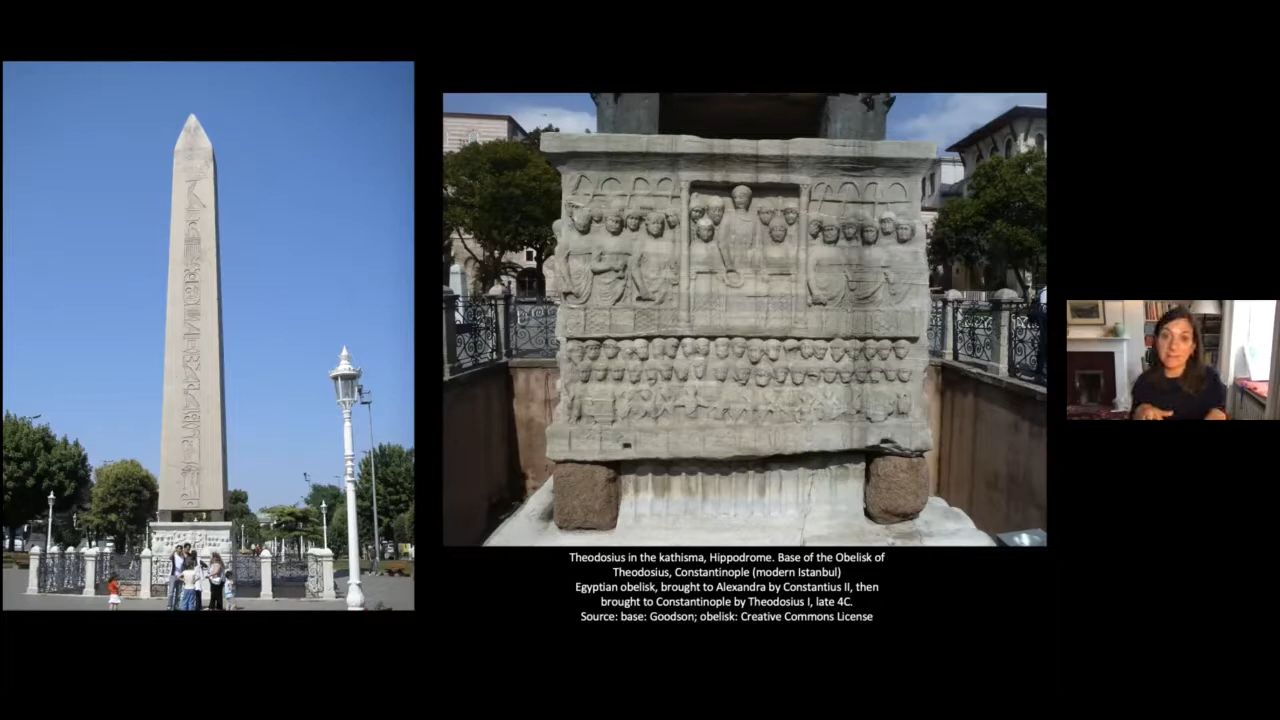 Theodosius in the kathisma, Hippodrome. Base of the Obelisk of
Theodosius, Constantinople (modern Istanbul)
Egyptian obelisk, brought to Alexandra by Constantius II, then
brought to Constantinople by Theodosius I, late 4C.
Source: base: Goodson; obelisk: Creative Commons License